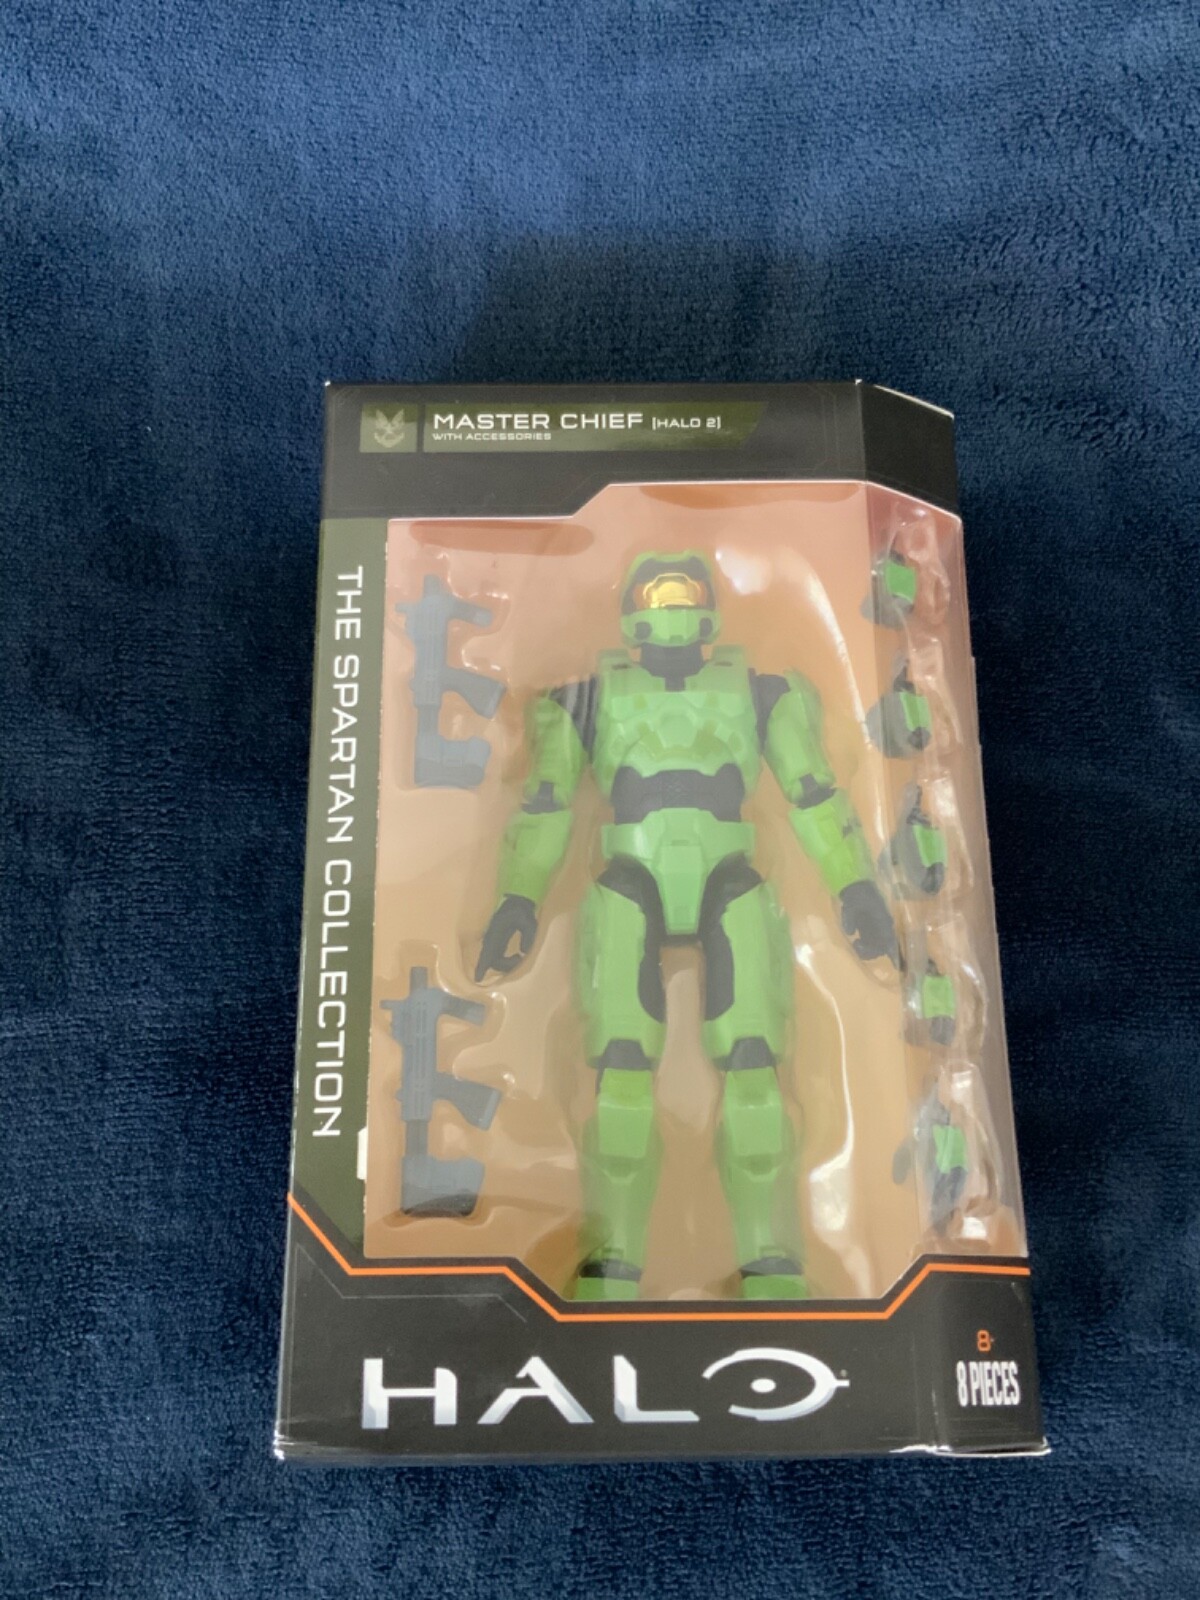 MASTER CHIEF [HALO 2]
WITH ACCESSORIES
THE SPARTAN COLLECTION
HALO
8+
8 PIECES